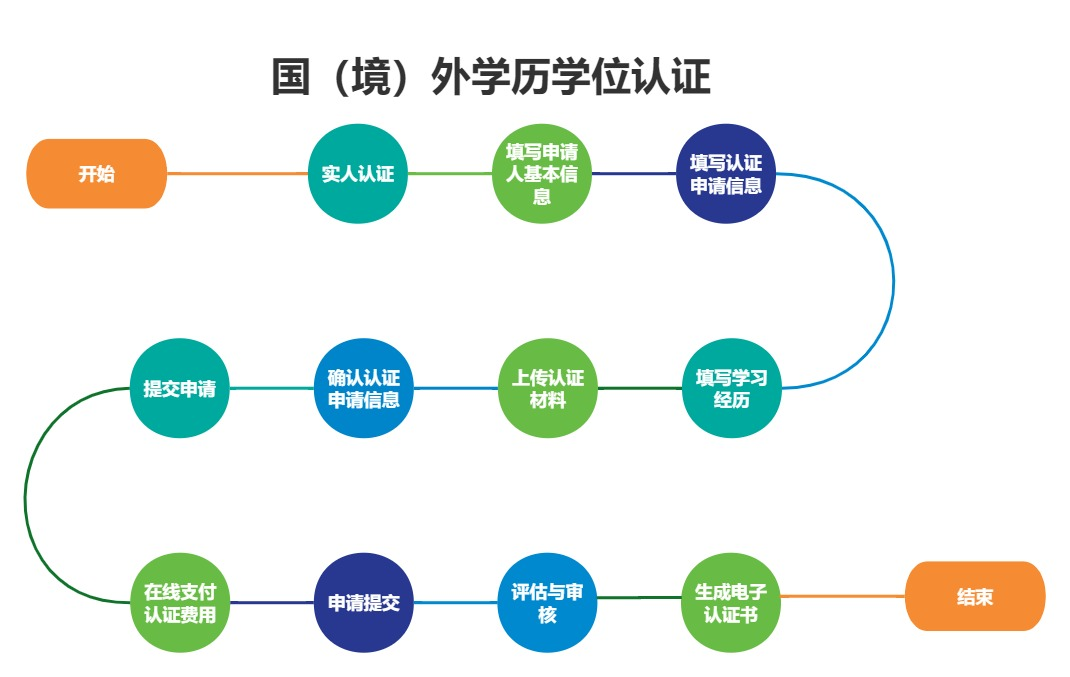 国（境）外学历学位认证
开始
实人认证
填写申请
人基本信
息
填写认证
申请信息
提交申请
确认认证
申请信息
上传认证
材料
填写学习
经历
在线支付
认证费用
申请提交
评估与审
核
生成电子
认证书
结束